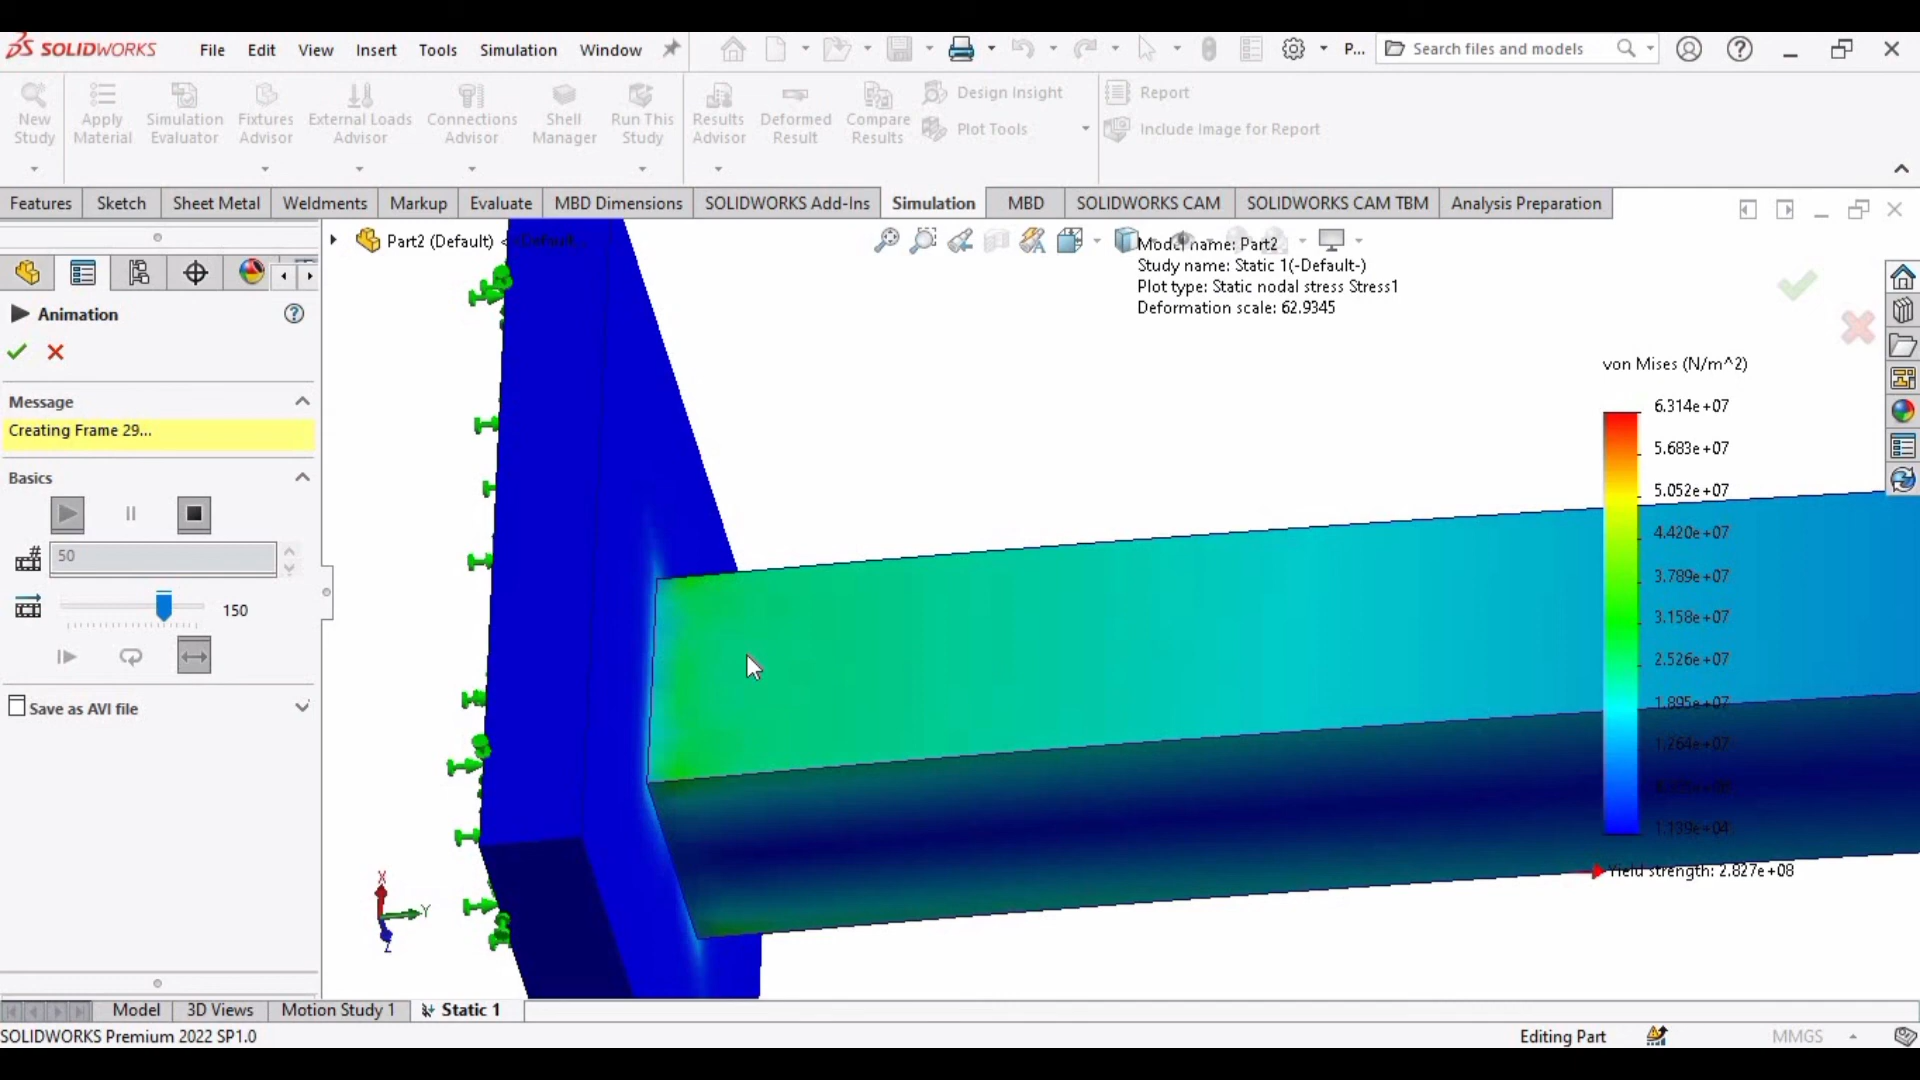 SOLIDWORKS File Edit View Insert Tools Simulation Window P... Search files and models
New Study
Apply Material
Simulation Evaluator
Fixtures Advisor
External Loads Advisor
Connections Advisor
Shell Manager
Run This Study
Results Advisor
Deformed Result
Compare Results
Design Insight
Plot Tools
Report
Include Image for Report
Features Sketch Sheet Metal Weldments Markup Evaluate MBD Dimensions SOLIDWORKS Add-Ins Simulation MBD SOLIDWORKS CAM SOLIDWORKS CAM TBM Analysis Preparation
Part2 (Default) <
Model name: Part2
Study name: Static 1(-Default-)
Plot type: Static nodal stress Stress1
Deformation scale: 62.9345
Animation
Message
Creating Frame 29...
Basics
50
150
Save as AVI file
von Mises (N/m^2)
6.314e+07
5.683e+07
5.052e+07
4.420e+07
3.789e+07
3.158e+07
2.526e+07
1.895e+07
1.264e+07
1.139e+04
Yield strength: 2.827e+08
X
Y
Z
Model 3D Views Motion Study 1 Static 1
SOLIDWORKS Premium 2022 SP1.0
Editing Part
MMGS